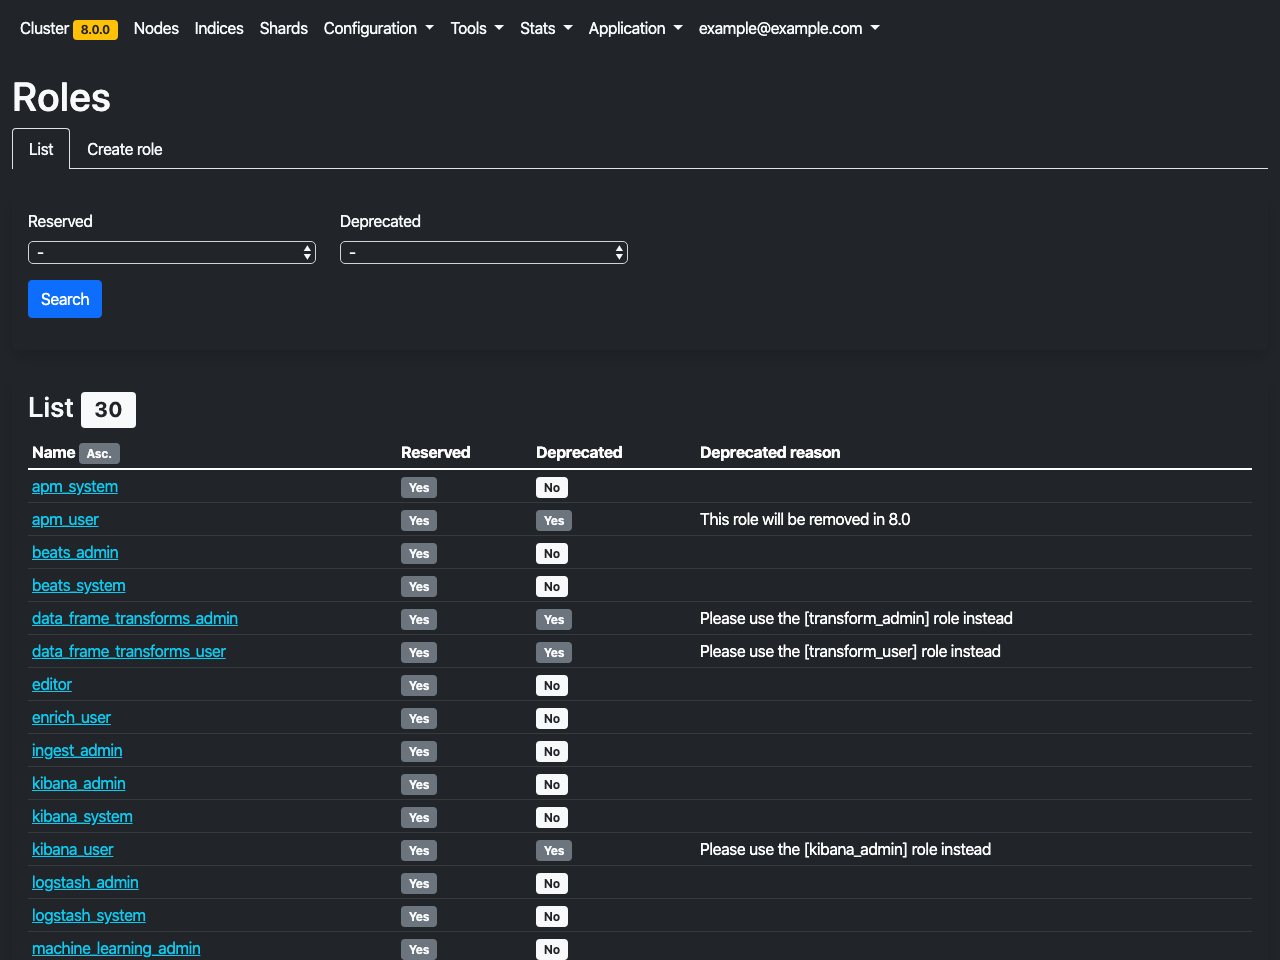 Cluster 8.0.0 Nodes Indices Shards Configuration Tools Stats Application example@example.com
Roles
List Create role
Reserved Deprecated
- -
Search
List 30
Name Asc. Reserved Deprecated Deprecated reason
apm_system Yes No
apm_user Yes Yes This role will be removed in 8.0
beats_admin Yes No
beats_system Yes No
data_frame_transforms_admin Yes Yes Please use the [transform_admin] role instead
data_frame_transforms_user Yes Yes Please use the [transform_user] role instead
editor Yes No
enrich_user Yes No
ingest_admin Yes No
kibana_admin Yes No
kibana_system Yes No
kibana_user Yes Yes Please use the [kibana_admin] role instead
logstash_admin Yes No
logstash_system Yes No
machine_learning_admin Yes No